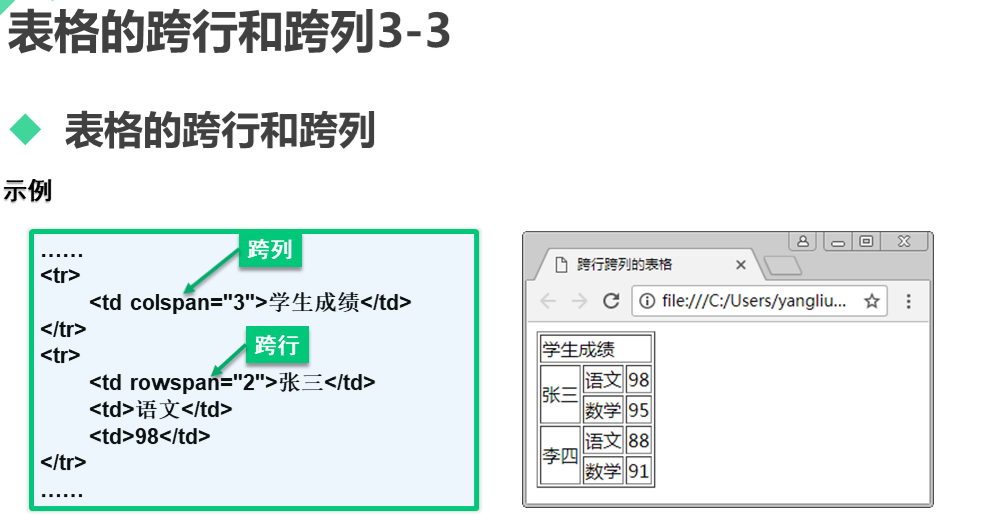 表格的跨行和跨列3-3
表格的跨行和跨列
示例
跨列
……
<tr>
<td colspan="3">学生成绩</td>
</tr>
跨行
<tr>
<td rowspan="2">张三</td>
<td>语文</td>
<td>98</td>
</tr>
……
跨行跨列的表格
file:///C:/Users/yangliu...
学生成绩
张三 语文 98
数学 95
李四 语文 88
数学 91